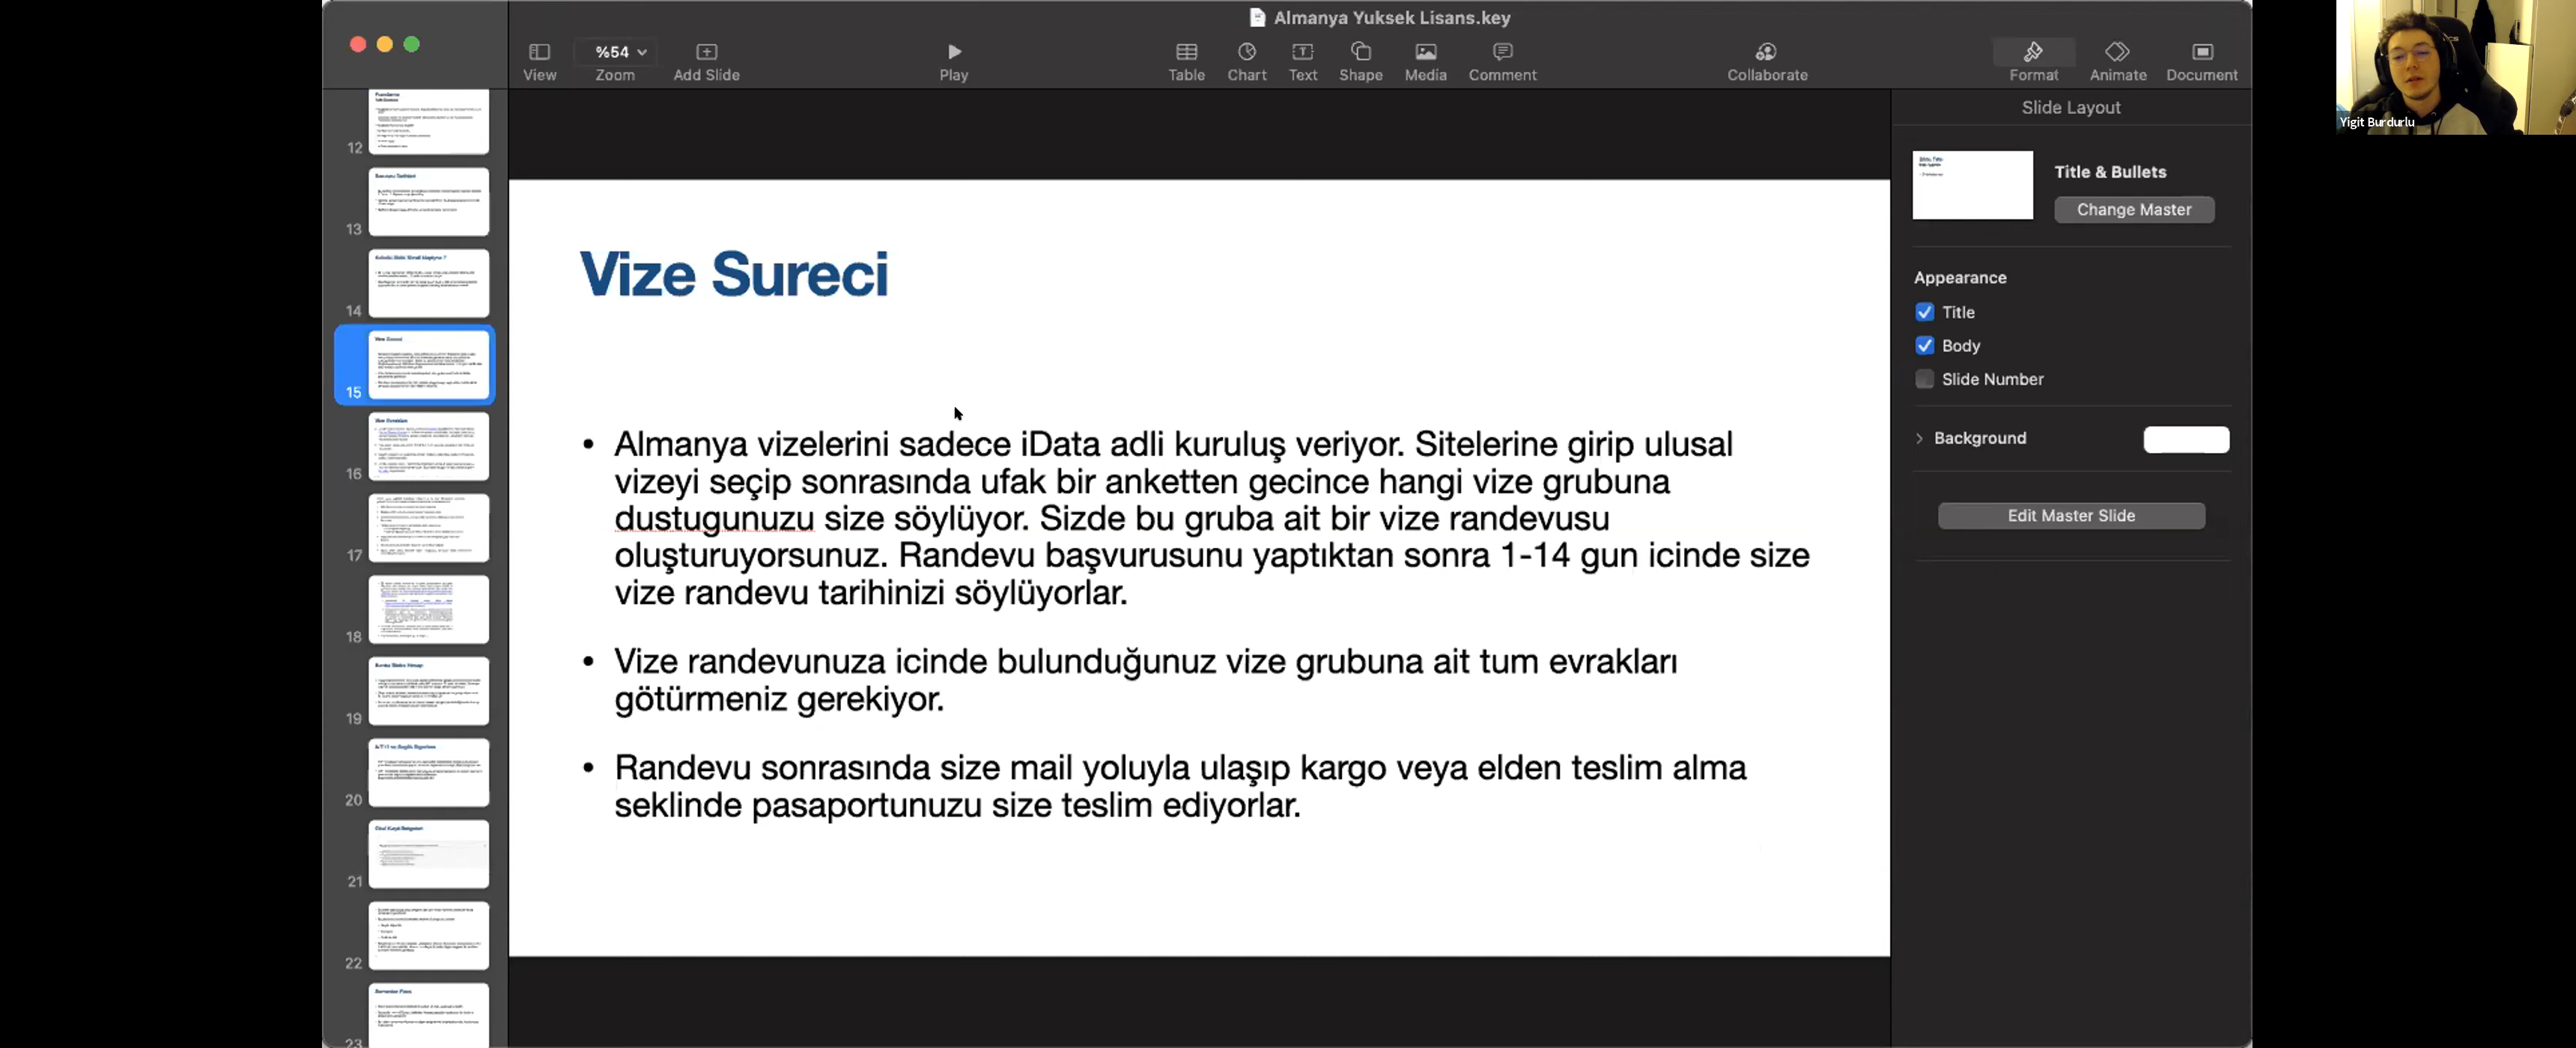 Almanya Yuksek Lisans.key
%54
View
Zoom
Add Slide
Play
Table
Chart
Text
Shape
Media
Comment
Collaborate
Format
Animate
Document
12
13
14
15
16
17
18
19
20
21
22
23
Vize Sureci
• Almanya vizelerini sadece iData adli kuruluş veriyor. Sitelerine girip ulusal
vizeyi seçip sonrasında ufak bir anketten gecince hangi vize grubuna
dustugunuzu size söylüyor. Sizde bu gruba ait bir vize randevusu
oluşturuyorsunuz. Randevu başvurusunu yaptıktan sonra 1-14 gun icinde size
vize randevu tarihinizi söylüyorlar.
• Vize randevunuza icinde bulunduğunuz vize grubuna ait tum evrakları
götürmeniz gerekiyor.
• Randevu sonrasında size mail yoluyla ulaşıp kargo veya elden teslim alma
seklinde pasaportunuzu size teslim ediyorlar.
Slide Layout
Title & Bullets
Change Master
Appearance
Title
Body
Slide Number
Background
Edit Master Slide
Yigit Burdurlu